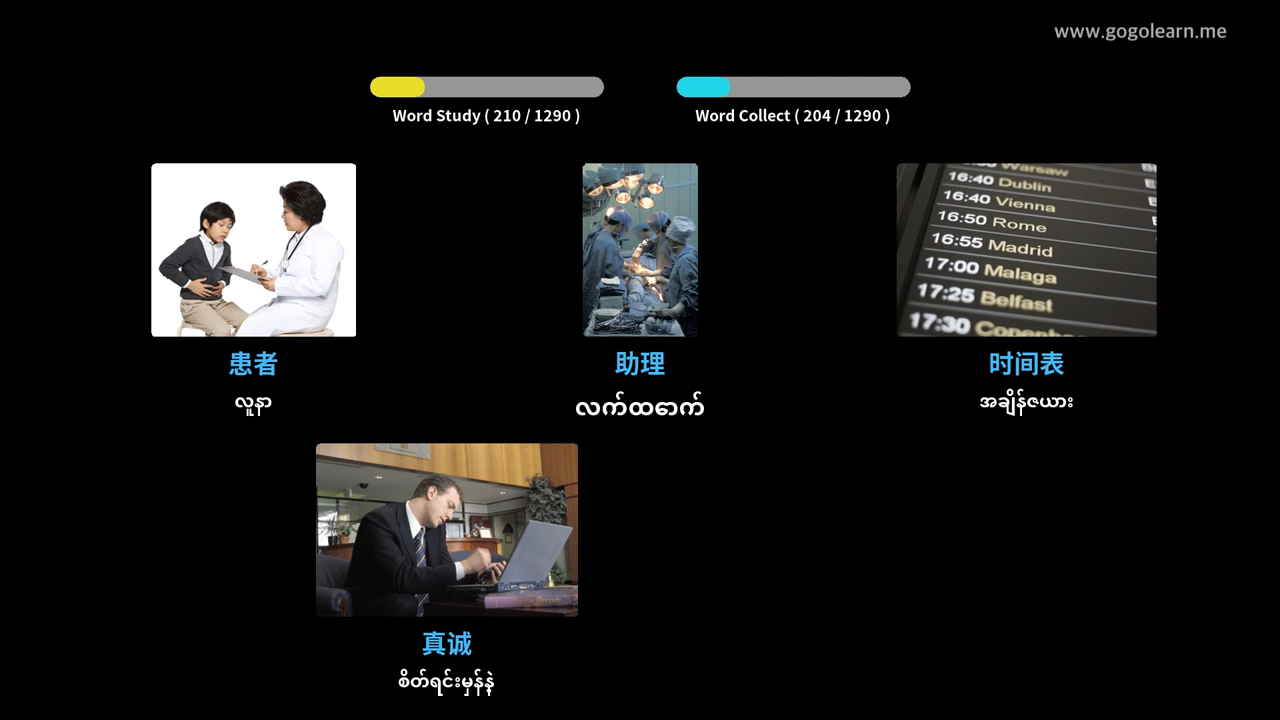 www.gogolearn.me
Word Study ( 210 / 1290 )
Word Collect ( 204 / 1290 )
Warsaw
16:40 Dublin
16:40 Vienna
16:50 Rome
16:55 Madrid
17:00 Malaga
17:25 Belfast
17:30
患者
助理
时间表
လူနာ
လက်ထောက်
အချိန်ဇယား
真诚
စိတ်ရင်းမှန်နဲ့